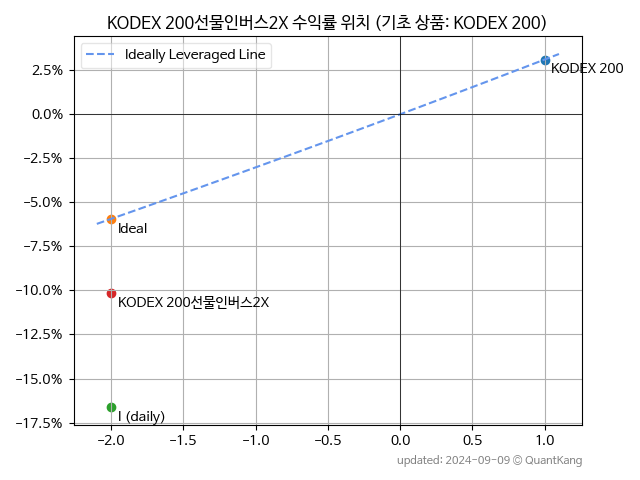 KODEX 200선물인버스2X 수익률 위치 (기초 상품: KODEX 200)
Ideally Leveraged Line
2.5%
0.0%
−2.5%
−5.0%
−7.5%
−10.0%
−12.5%
−15.0%
−17.5%
KODEX 200
Ideal
KODEX 200선물인버스2X
I (daily)
−2.0 −1.5 −1.0 −0.5 0.0 0.5 1.0
updated: 2024-09-09 © QuantKang